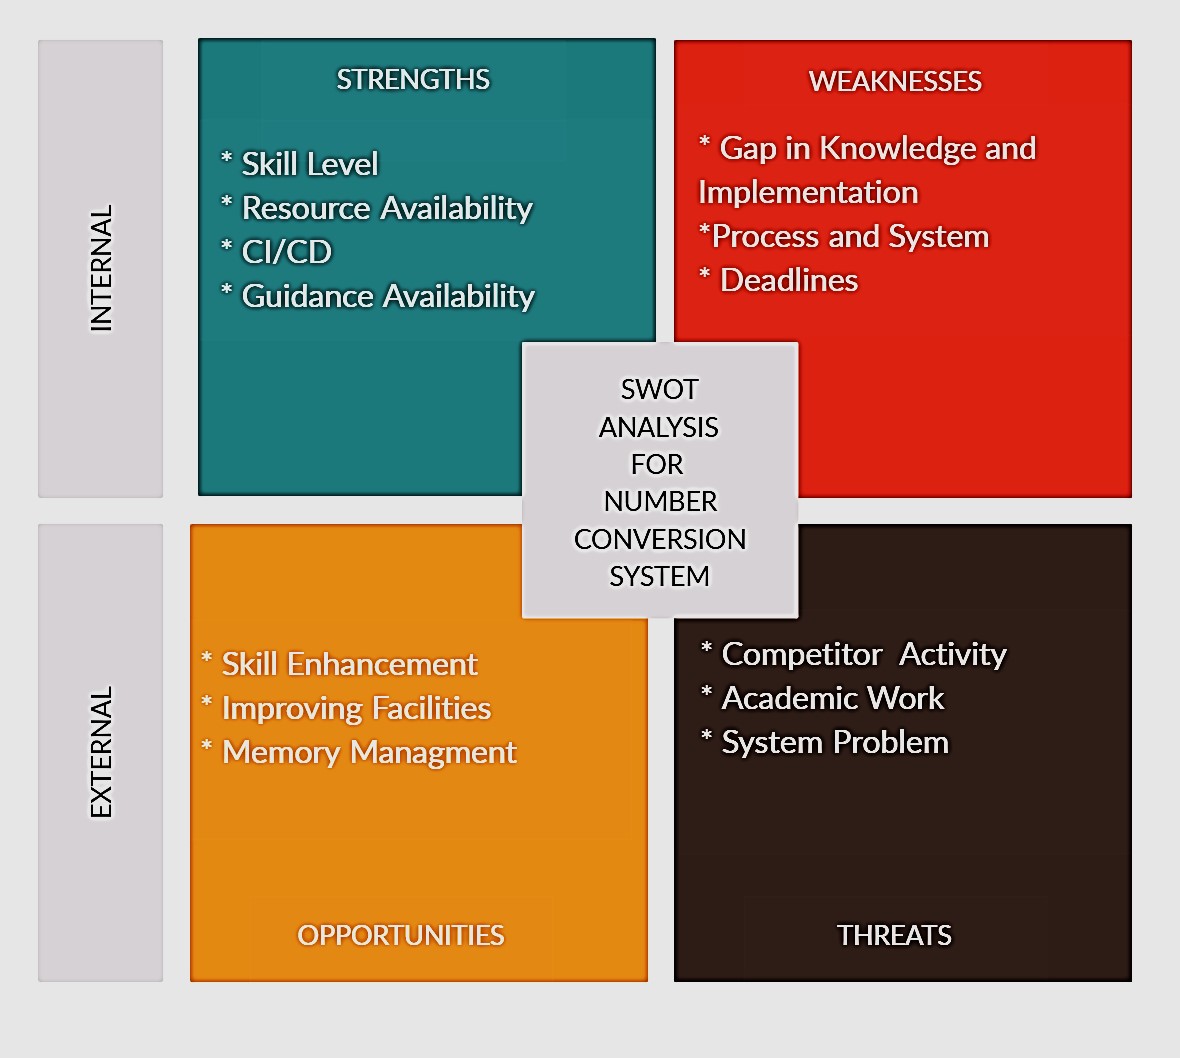 INTERNAL
STRENGTHS
* Skill Level
* Resource Availability
* CI/CD
* Guidance Availability
WEAKNESSES
* Gap in Knowledge and
Implementation
*Process and System
* Deadlines
SWOT
ANALYSIS
FOR
NUMBER
CONVERSION
SYSTEM
EXTERNAL
* Skill Enhancement
* Improving Facilities
* Memory Managment
OPPORTUNITIES
* Competitor  Activity
* Academic Work
* System Problem
THREATS